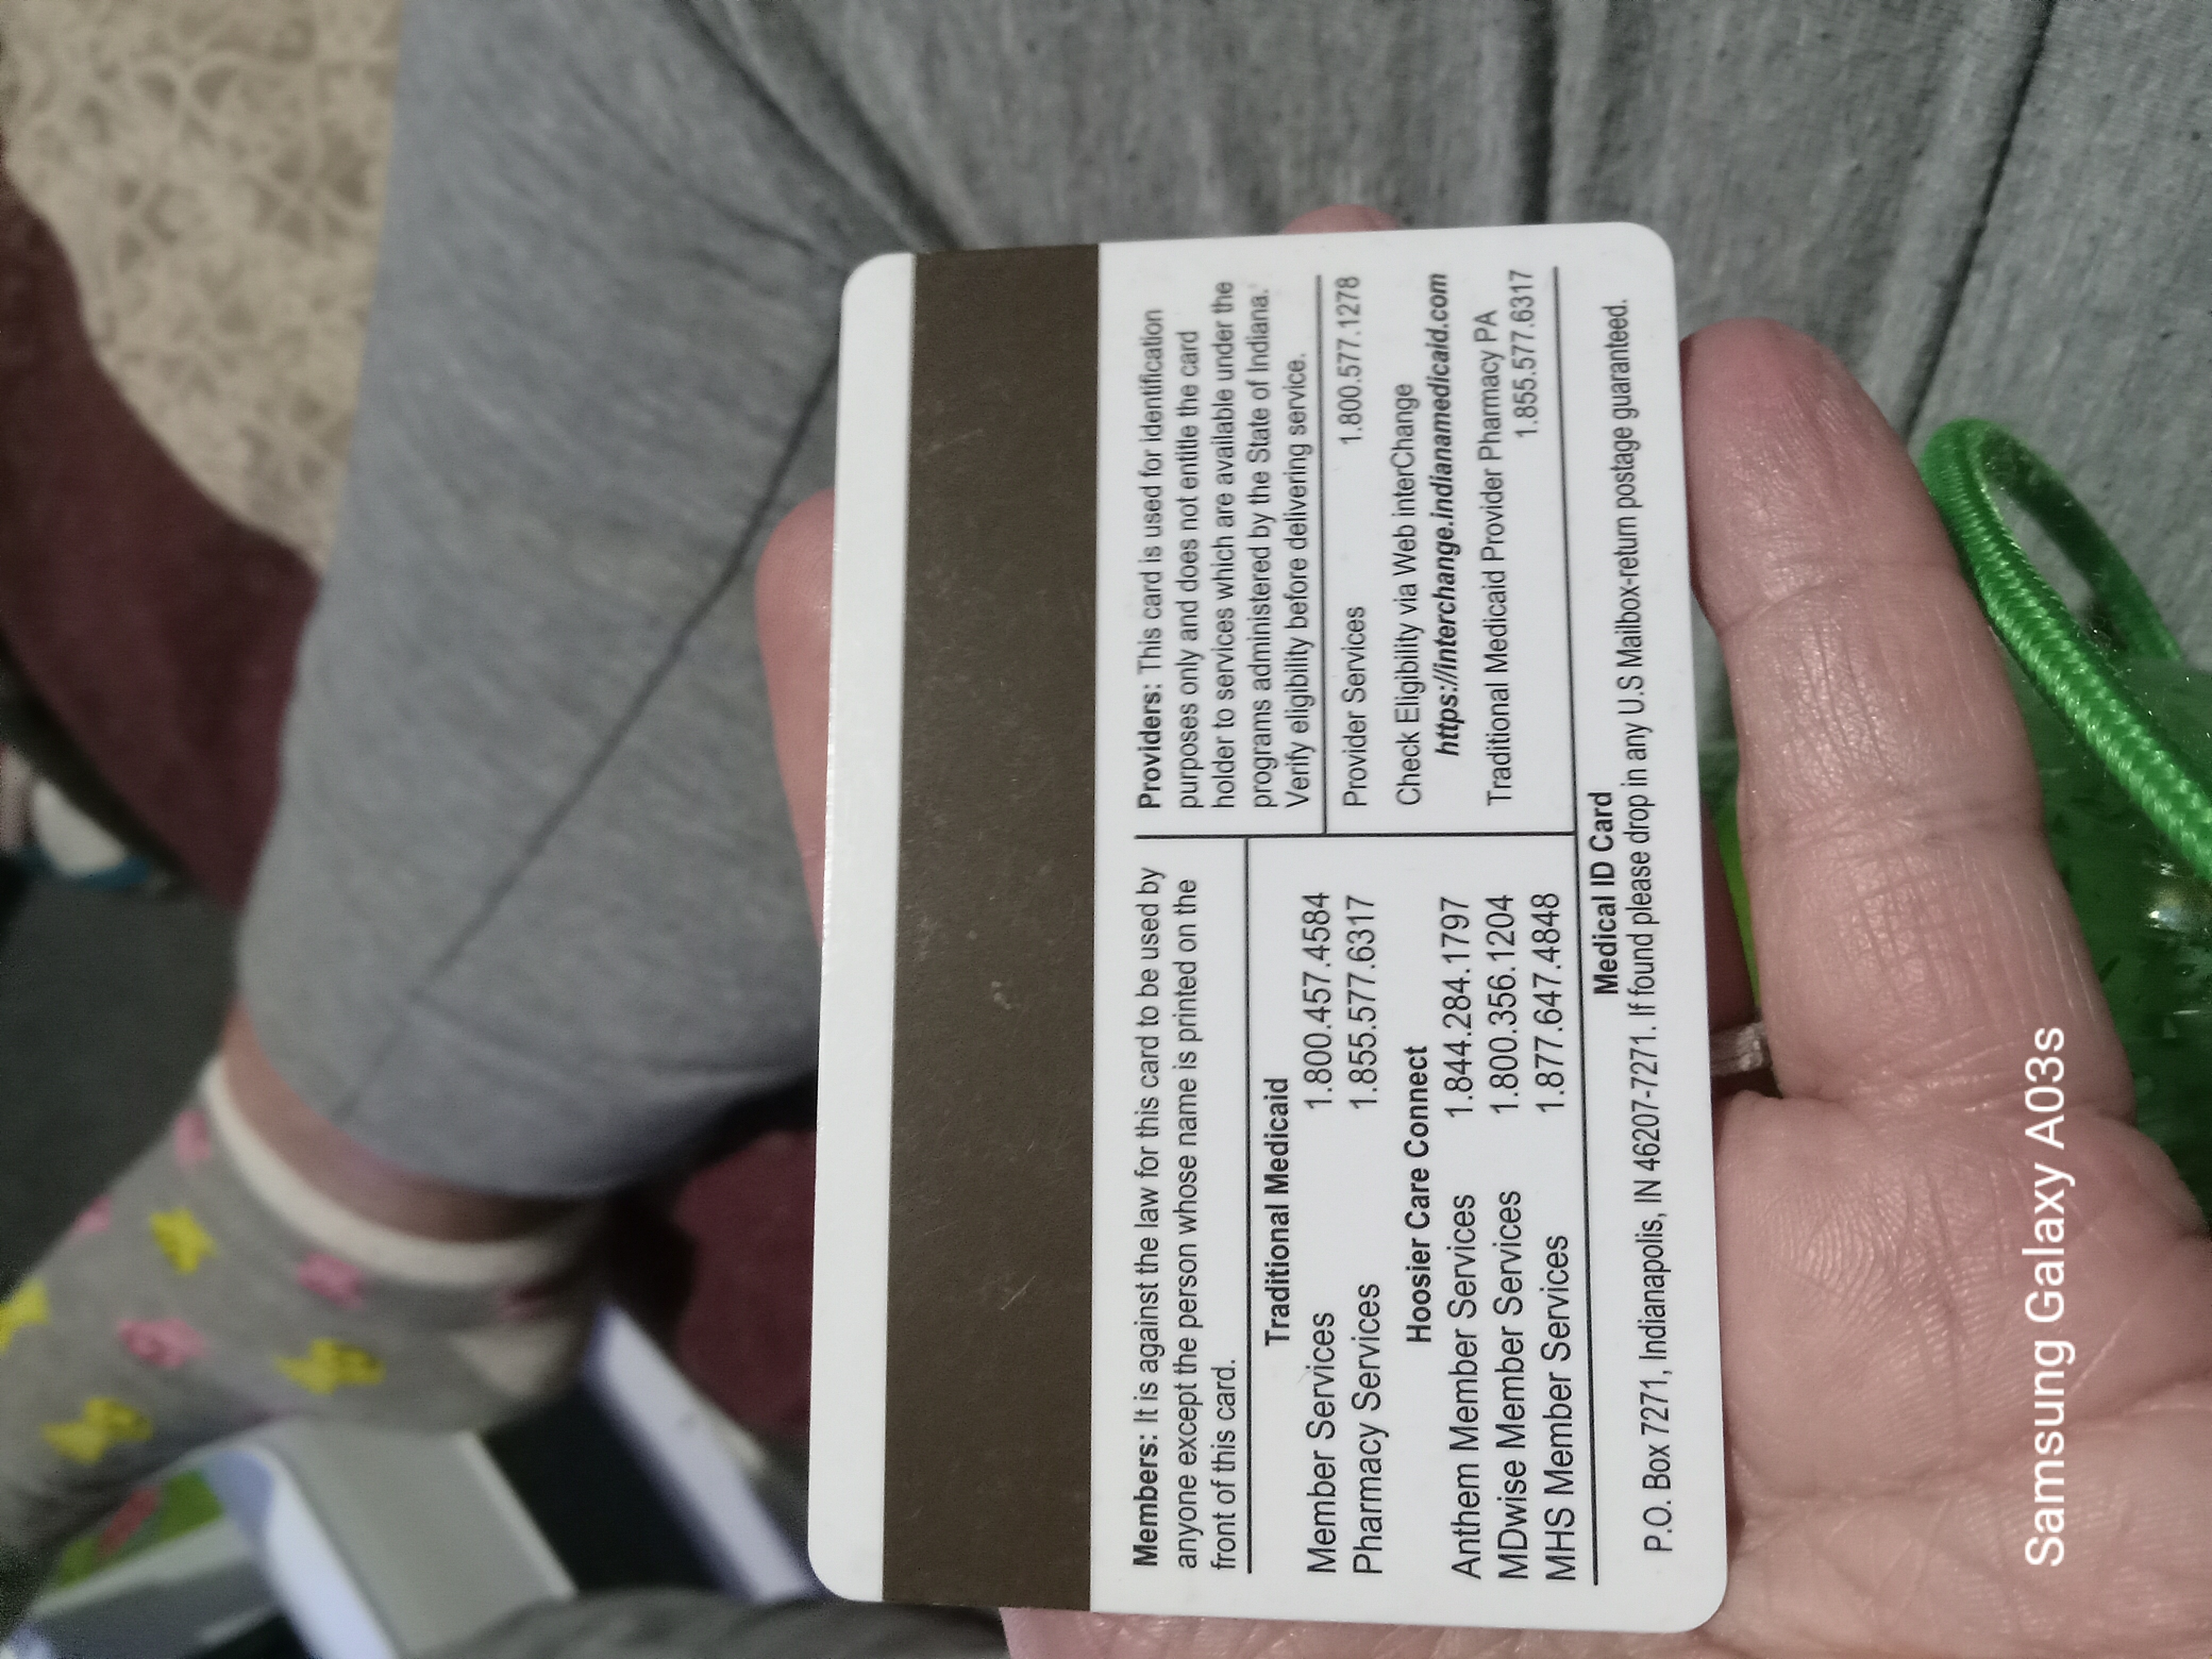 Members: It is against the law for this card to be used by
anyone except the person whose name is printed on the
front of this card.
Traditional Medicaid
Member Services 1.800.457.4584
Pharmacy Services 1.855.577.6317
Hoosier Care Connect
Anthem Member Services 1.844.284.1797
MDwise Member Services 1.800.356.1204
MHS Member Services 1.877.647.4848
Providers: This card is used for identification
purposes only and does not entitle the card
holder to services which are available under the
programs administered by the State of Indiana.
Verify eligibility before delivering service.
Provider Services 1.800.577.1278
Check Eligibility via Web interChange
https://interchange.indianamedicaid.com
Traditional Medicaid Provider Pharmacy PA
1.855.577.6317
Medical ID Card
P.O. Box 7271, Indianapolis, IN 46207-7271. If found please drop in any U.S Mailbox-return postage guaranteed.
Samsung Galaxy A03s